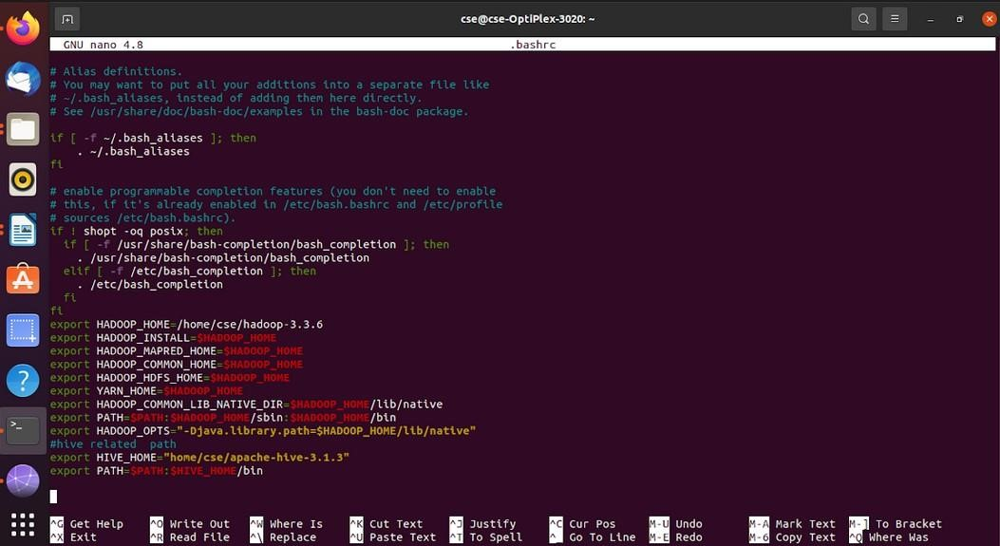 cse@cse-OptiPlex-3020: ~
GNU nano 4.8 .bashrc
# Alias definitions.
# You may want to put all your additions into a separate file like
# ~/.bash_aliases, instead of adding them here directly.
# See /usr/share/doc/bash-doc/examples in the bash-doc package.
if [ -f ~/.bash_aliases ]; then
. ~/.bash_aliases
fi
# enable programmable completion features (you don't need to enable
# this, if it's already enabled in /etc/bash.bashrc and /etc/profile
# sources /etc/bash.bashrc).
if ! shopt -oq posix; then
if [ -f /usr/share/bash-completion/bash_completion ]; then
. /usr/share/bash-completion/bash_completion
elif [ -f /etc/bash_completion ]; then
. /etc/bash_completion
fi
fi
export HADOOP_HOME=/home/cse/hadoop-3.3.6
export HADOOP_INSTALL=$HADOOP_HOME
export HADOOP_MAPRED_HOME=$HADOOP_HOME
export HADOOP_COMMON_HOME=$HADOOP_HOME
export HADOOP_HDFS_HOME=$HADOOP_HOME
export YARN_HOME=$HADOOP_HOME
export HADOOP_COMMON_LIB_NATIVE_DIR=$HADOOP_HOME/lib/native
export PATH=$PATH:$HADOOP_HOME/sbin:$HADOOP_HOME/bin
export HADOOP_OPTS="-Djava.library.path=$HADOOP_HOME/lib/native"
#hive related  path
export HIVE_HOME="home/cse/apache-hive-3.1.3"
export PATH=$PATH:$HIVE_HOME/bin
^G Get Help ^O Write Out ^W Where Is ^K Cut Text ^J Justify ^C Cur Pos M-U Undo M-A Mark Text M-] To Bracket
^X Exit ^R Read File ^\ Replace ^U Paste Text ^T To Spell ^_ Go To Line M-E Redo M-6 Copy Text ^Q Where Was